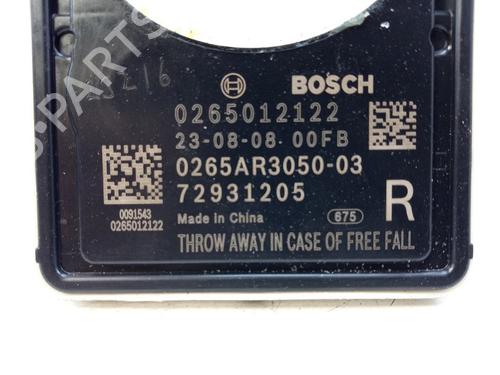 BOSCH
0265012122
23-08-08 00FB
0265AR3050-03
72931205
0091543
0265012122
Made in China
675
R
THROW AWAY IN CASE OF FREE FALL